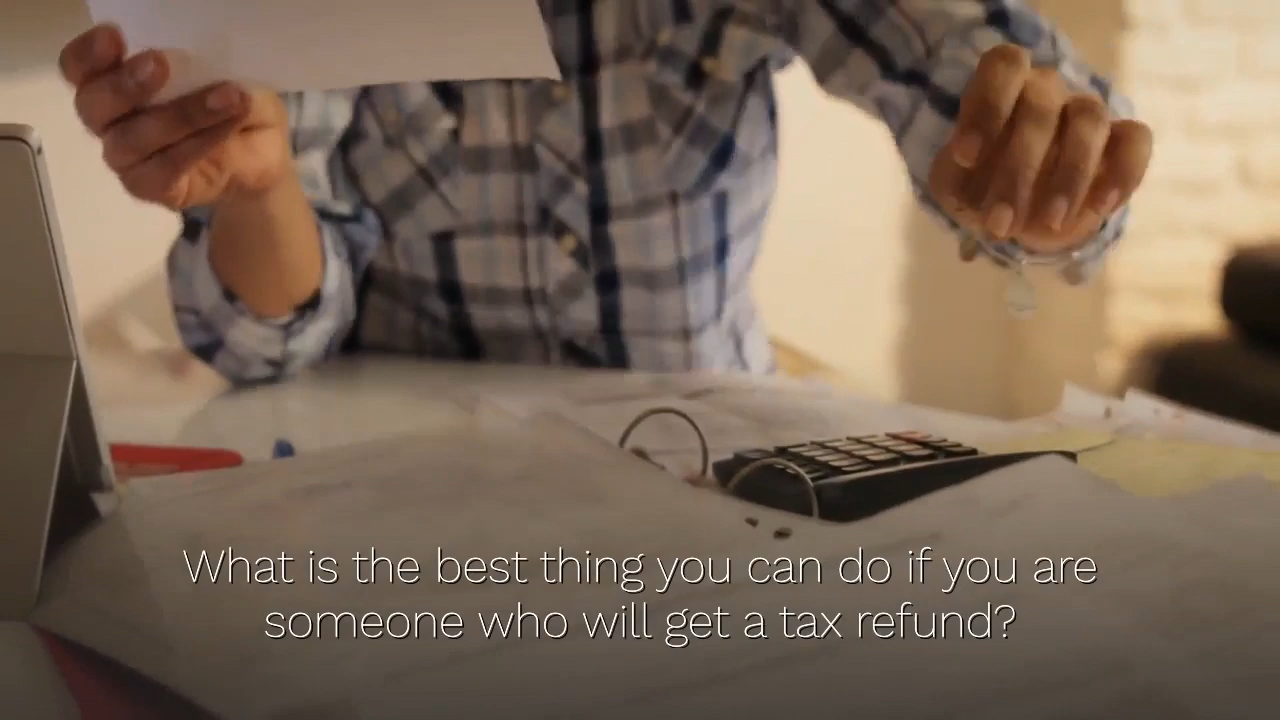 What is the best thing you can do if you are
someone who will get a tax refund?